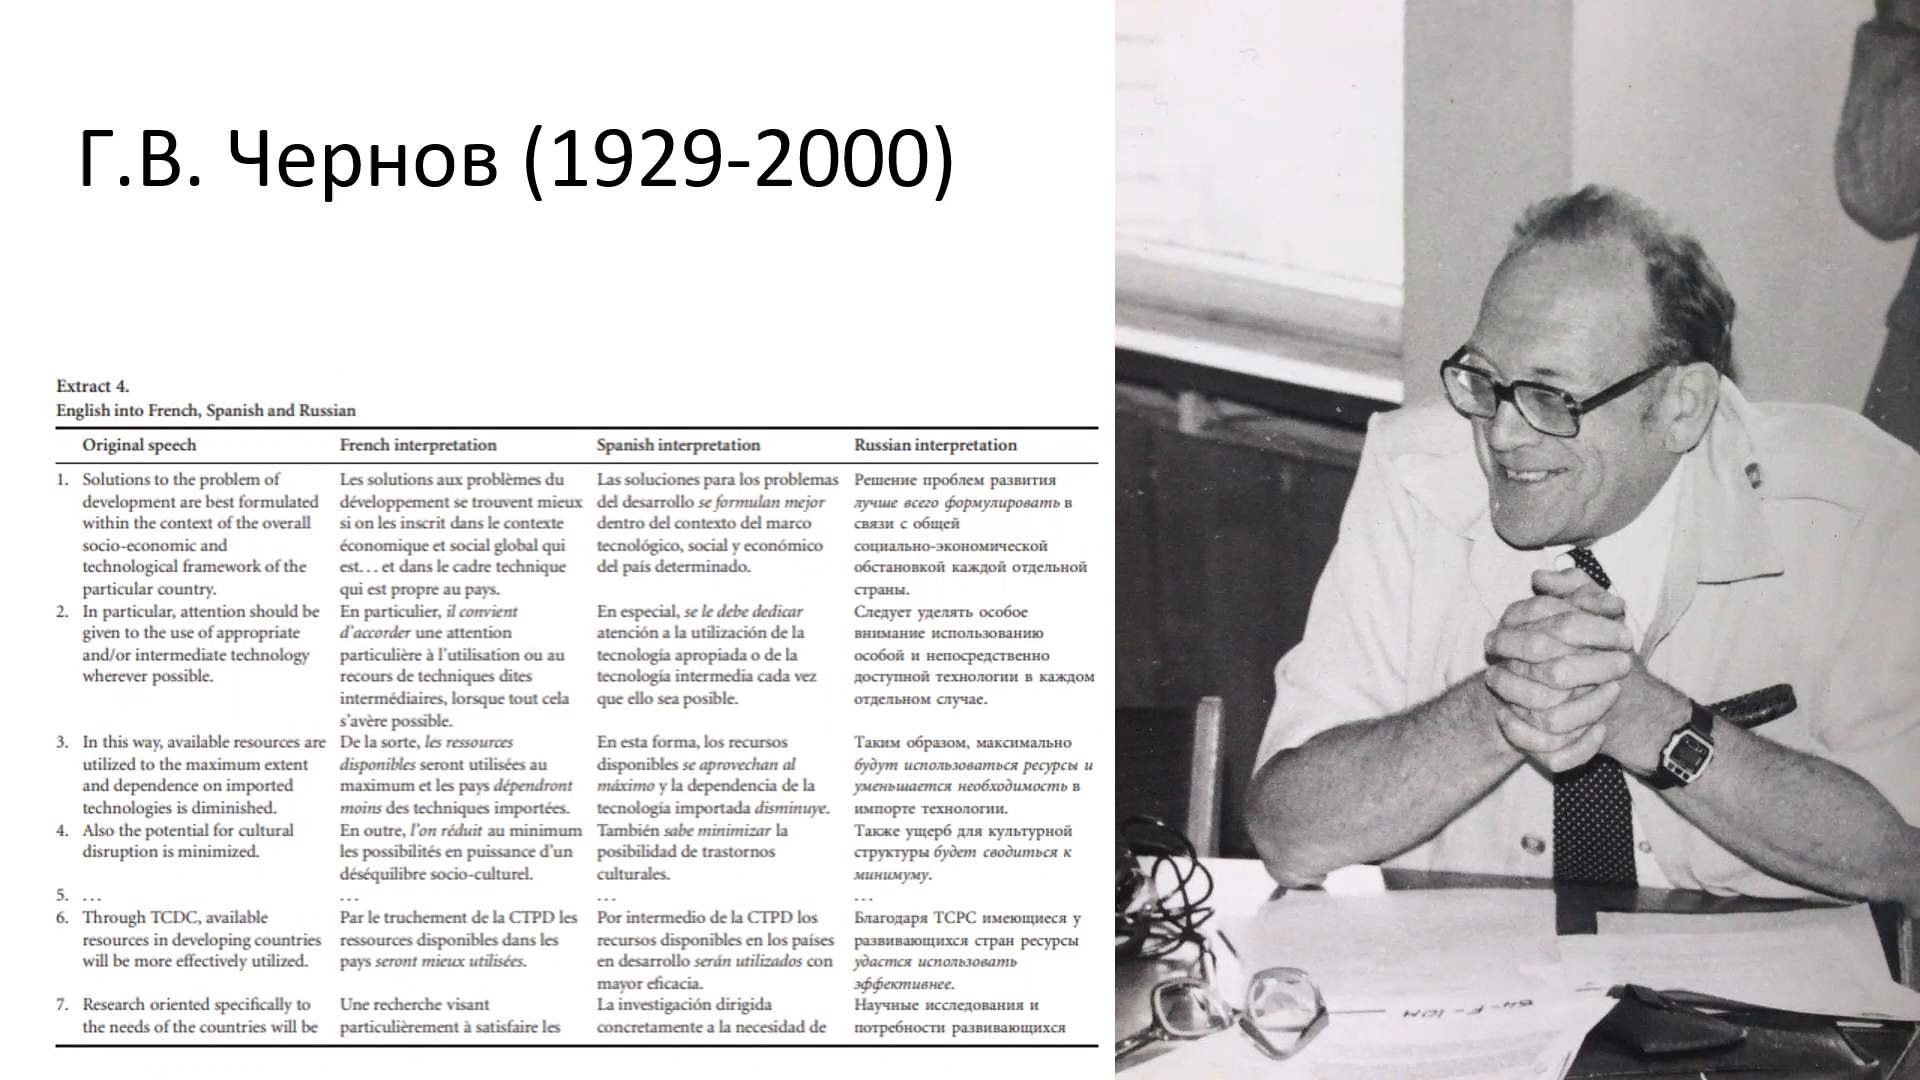 Г.В. Чернов (1929-2000)
Extract 4.
English into French, Spanish and Russian
Original speech
1. Solutions to the problem of
development are best formulated
within the context of the overall
socio-economic and
technological framework of the
particular country.
2. In particular, attention should be
given to the use of appropriate
and/or intermediate technology
wherever possible.
3. In this way, available resources are
utilized to the maximum extent
and dependence on imported
technologies is diminished.
4. Also the potential for cultural
disruption is minimized.
5. …
6. Through TCDC, available
resources in developing countries
will be more effectively utilized.
7. Research oriented specifically to
the needs of the countries will be
French interpretation
Les solutions aux problèmes du
développement se trouvent mieux
si on les inscrit dans le contexte
économique et social global qui
est… et dans le cadre technique
qui est propre au pays.
En particulier, il convient
d’accorder une attention
particulière à l’utilisation ou au
recours de techniques dites
intermédiaires, lorsque tout cela
s’avère possible.
De la sorte, les ressources
disponibles seront utilisées au
maximum et les pays dépendront
moins des techniques importées.
En outre, l’on réduit au minimum
les possibilités en puissance d’un
déséquilibre socio-culturel.
…
Par le truchement de la CTPD les
ressources disponibles dans les
pays seront mieux utilisées.
Une recherche visant
particulièrement à satisfaire les
Spanish interpretation
Las soluciones para los problemas
del desarrollo se formulan mejor
dentro del contexto del marco
tecnológico, social y económico
del país determinado.
En especial, se le debe dedicar
atención a la utilización de la
tecnología apropiada o de la
tecnología intermedia cada vez
que ello sea posible.
En esta forma, los recursos
disponibles se aprovechan al
máximo y la dependencia de la
tecnología importada disminuye.
También sabe minimizar la
posibilidad de trastornos
culturales.
…
Por intermedio de la CTPD los
recursos disponibles en los países
en desarrollo serán utilizados con
mayor eficacia.
La investigación dirigida
concretamente a la necesidad de
Russian interpretation
Решение проблем развития
лучше всего формулировать в
связи с общей
социально-экономической
обстановкой каждой отдельной
страны.
Следует уделять особое
внимание использованию
особой и непосредственно
доступной технологии в каждом
отдельном случае.
Таким образом, максимально
будут использоваться ресурсы и
уменьшается необходимость в
импорте технологии.
Также ущерб для культурной
структуры будет сводиться к
минимуму.
…
Благодаря ТСРС имеющиеся у
развивающихся стран ресурсы
удастся использовать
эффективнее.
Научные исследования и
потребности развивающихся